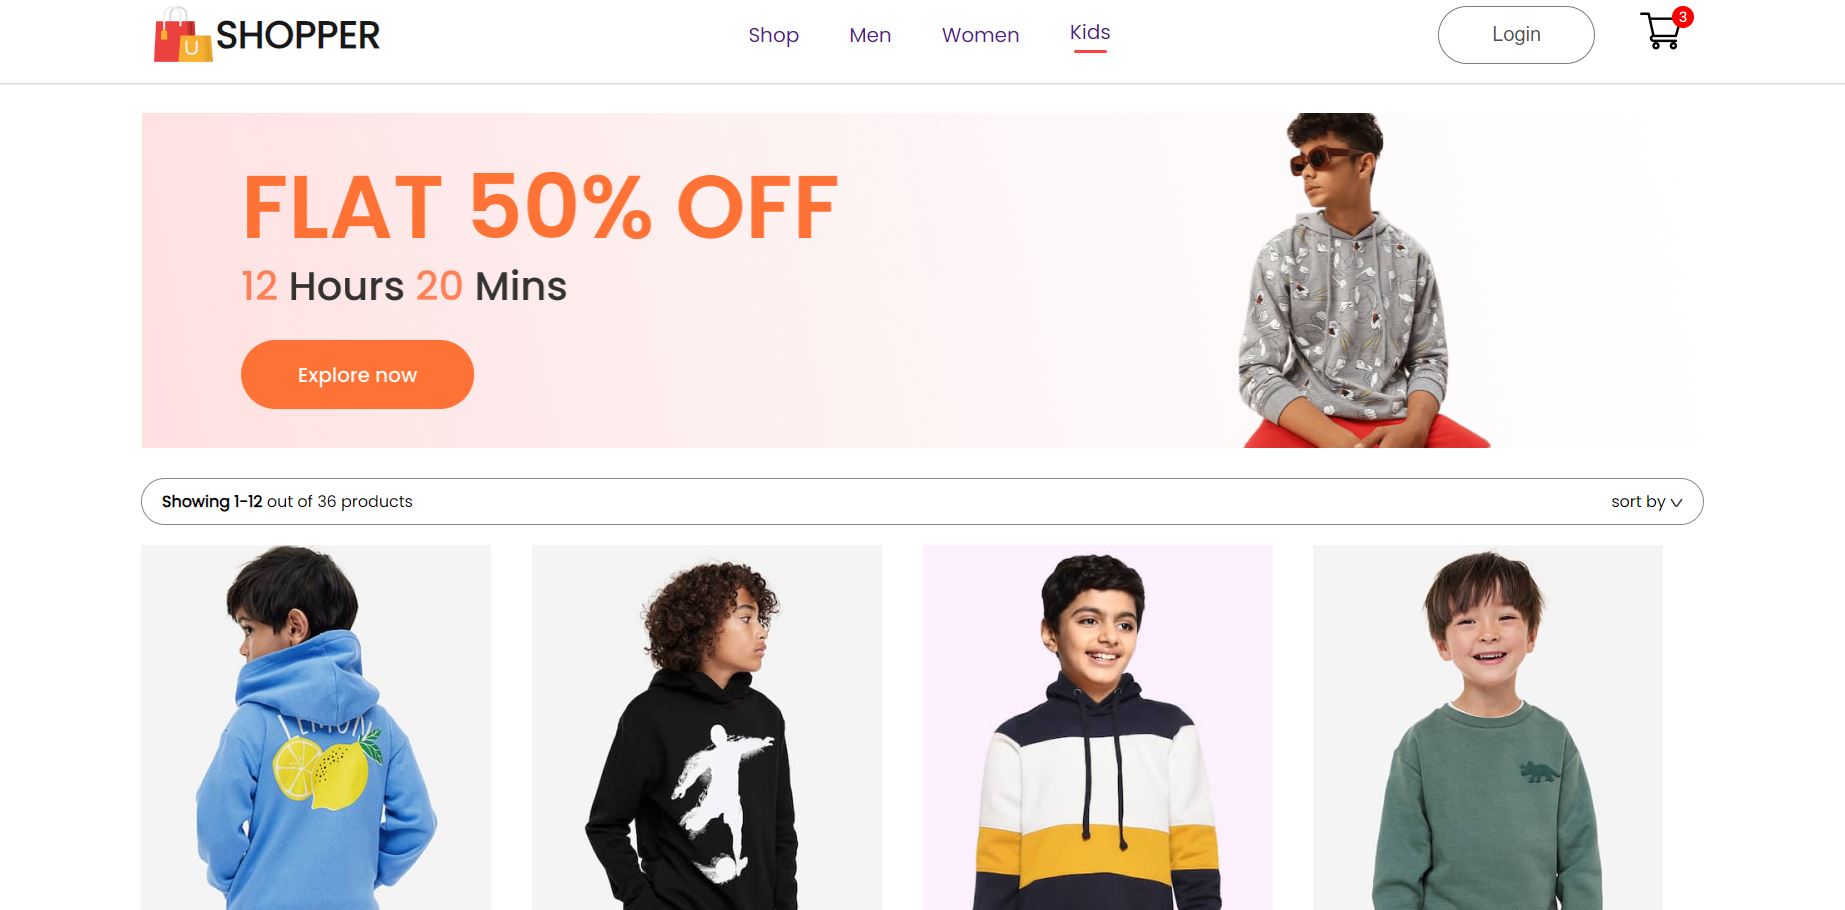 U
SHOPPER
Shop
Men
Women
Kids
Login
3
FLAT 50% OFF
12 Hours 20 Mins
Explore now
Showing 1-12 out of 36 products
sort by
LEMON